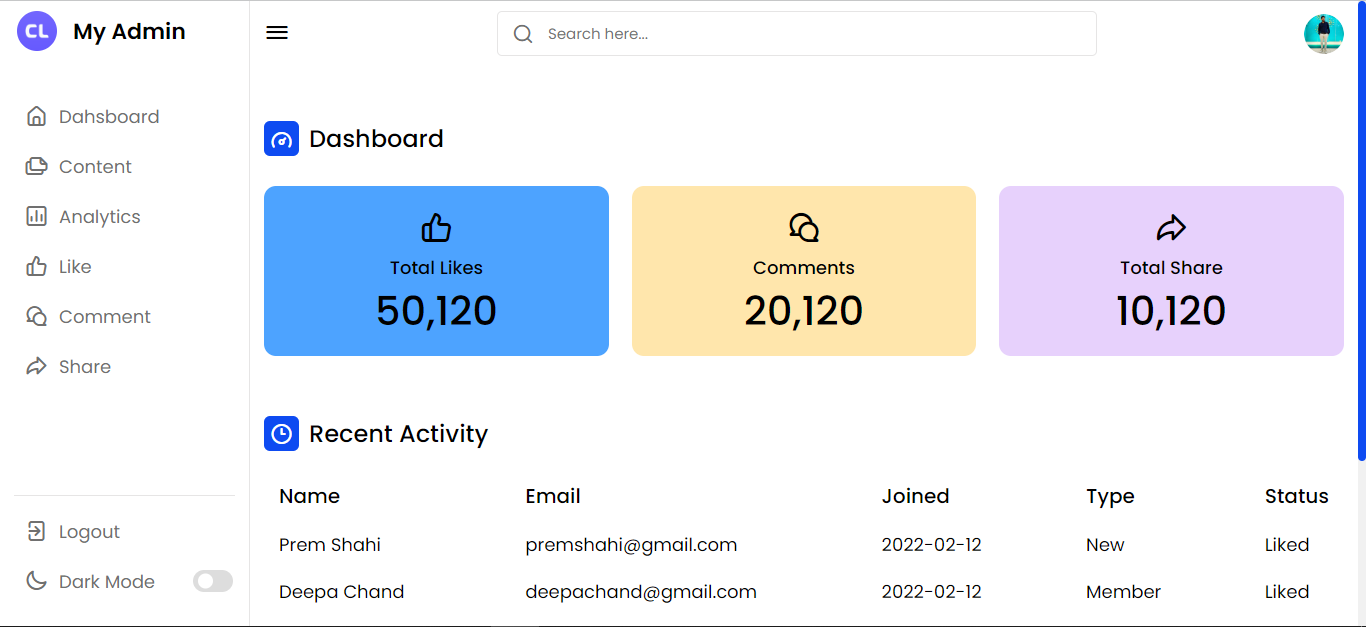 CL My Admin
Search here...
Dahsboard
Content
Analytics
Like
Comment
Share
Logout
Dark Mode
Dashboard
Total Likes
50,120
Comments
20,120
Total Share
10,120
Recent Activity
Name Email Joined Type Status
Prem Shahi premshahi@gmail.com 2022-02-12 New Liked
Deepa Chand deepachand@gmail.com 2022-02-12 Member Liked